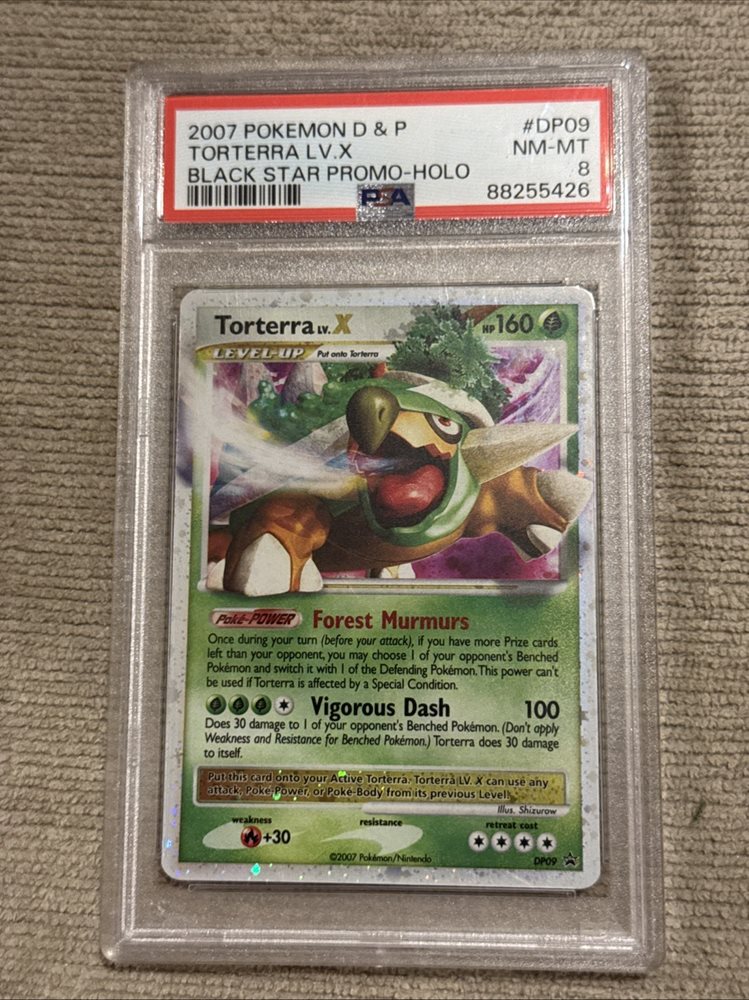 2007 POKEMON D & P #DP09
TORTERRA LV.X NM-MT
BLACK STAR PROMO-HOLO 8
PSA 88255426
Torterra LV. X HP 160
LEVEL-UP Put onto Torterra
Poké-POWER Forest Murmurs
Once during your turn (before your attack), if you have more Prize cards
left than your opponent, you may choose 1 of your opponent's Benched
Pokémon and switch it with 1 of the Defending Pokémon. This power can't
be used if Torterra is affected by a Special Condition.
Vigorous Dash 100
Does 30 damage to 1 of your opponent's Benched Pokémon. (Don't apply
Weakness and Resistance for Benched Pokémon.) Torterra does 30 damage
to itself.
Put this card onto your Active Torterra. Torterra LV. X can use any
attack, Poké-Power, or Poké-Body from its previous Level.
Illus. Shizurow
weakness resistance retreat cost
+30
©2007 Pokémon/Nintendo DP09